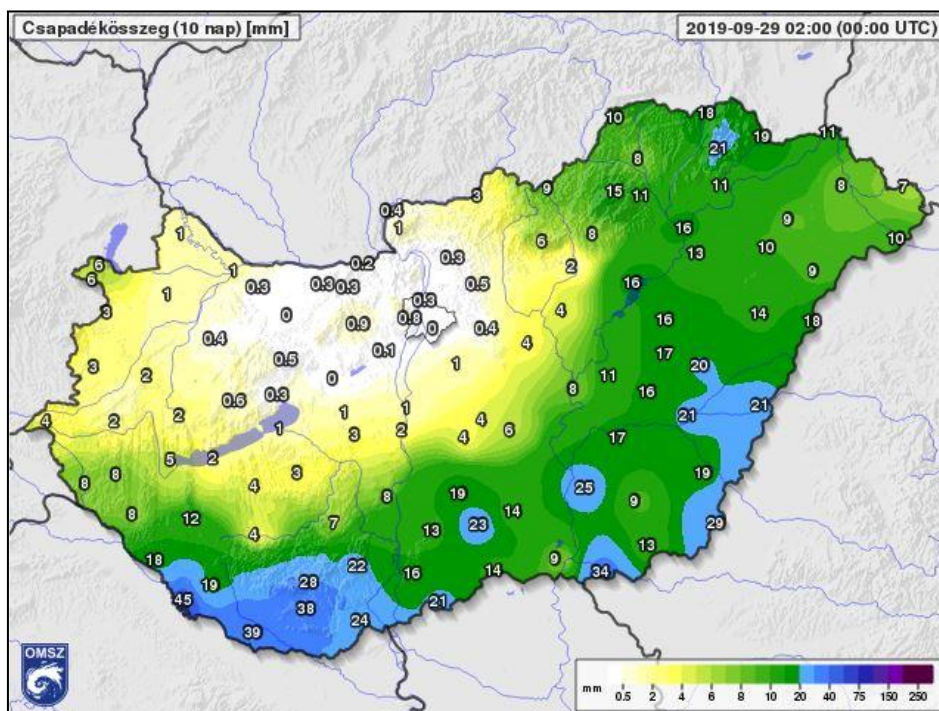 Csapadékösszeg (10 nap) [mm]
2019-09-29 02:00 (00:00 UTC)
10 18
19 11
8 21
9 15 11 11 8 7
3
0.4
1
1 16 9
6 8 13 10 10
0.2 0.3 2 9
6
6 1 0.3 0.3 0.3 0.5 16
1 0.3
3 0 0.9 0.8 0 0.4 4 16 14 18
0.4 4
0.5 0.1 1 17
3 2 0 11 20
0.6 0.3 8 16
4 2 2 1 1 4 21 21
1 3 2 4 6 17
5 2
8 8 4 3 8 19 25 9 19
8 12 4 7 13 23 14 29
18 22 9 13
19 28 16 14 34
45 38 21
39 24
OMSZ
mm 0.5 2 4 6 8 10 20 40 75 150 250